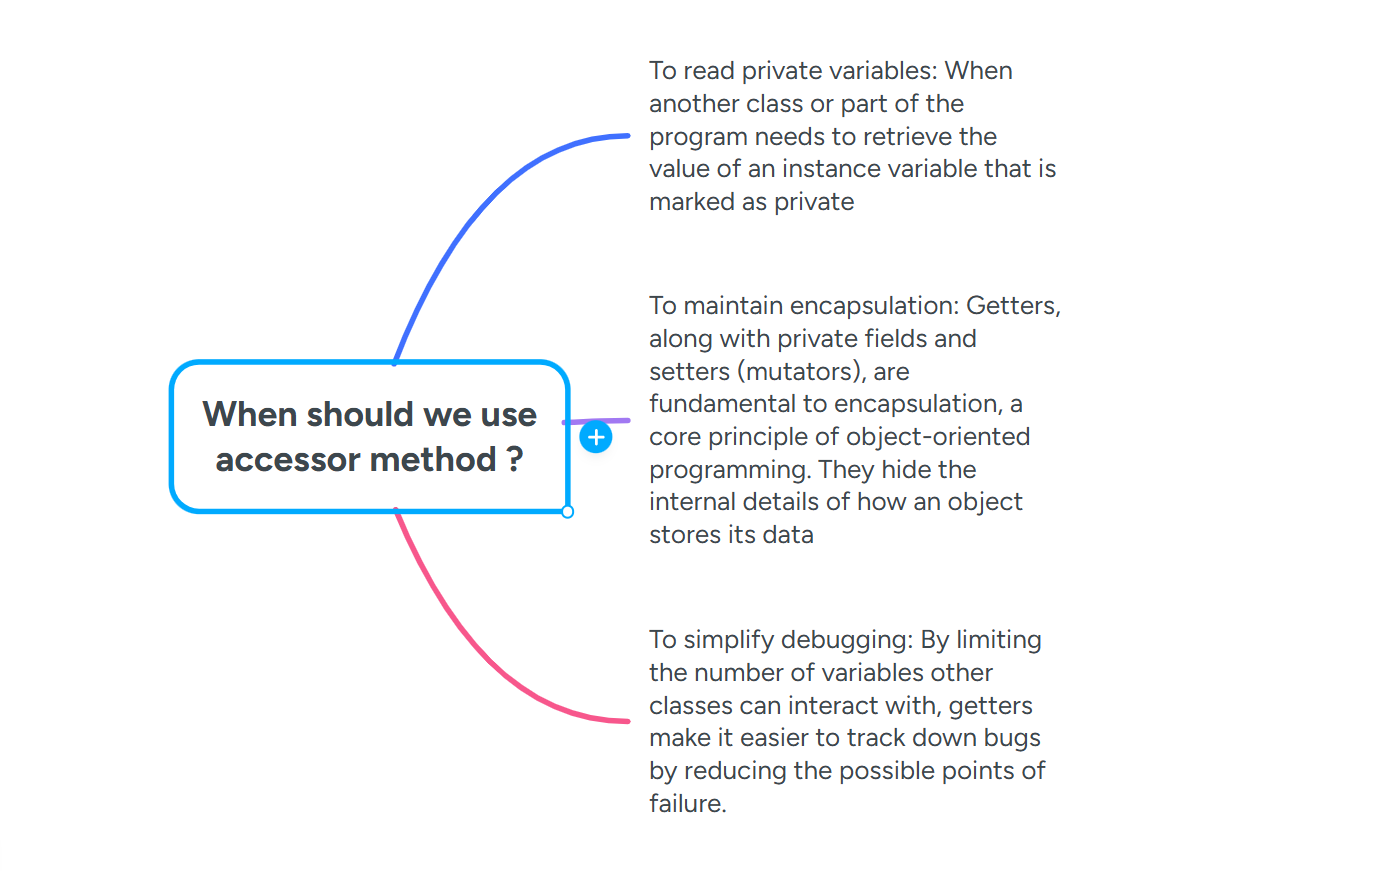 When should we use
accessor method ?
To read private variables: When
another class or part of the
program needs to retrieve the
value of an instance variable that is
marked as private
To maintain encapsulation: Getters,
along with private fields and
setters (mutators), are
fundamental to encapsulation, a
core principle of object-oriented
programming. They hide the
internal details of how an object
stores its data
To simplify debugging: By limiting
the number of variables other
classes can interact with, getters
make it easier to track down bugs
by reducing the possible points of
failure.